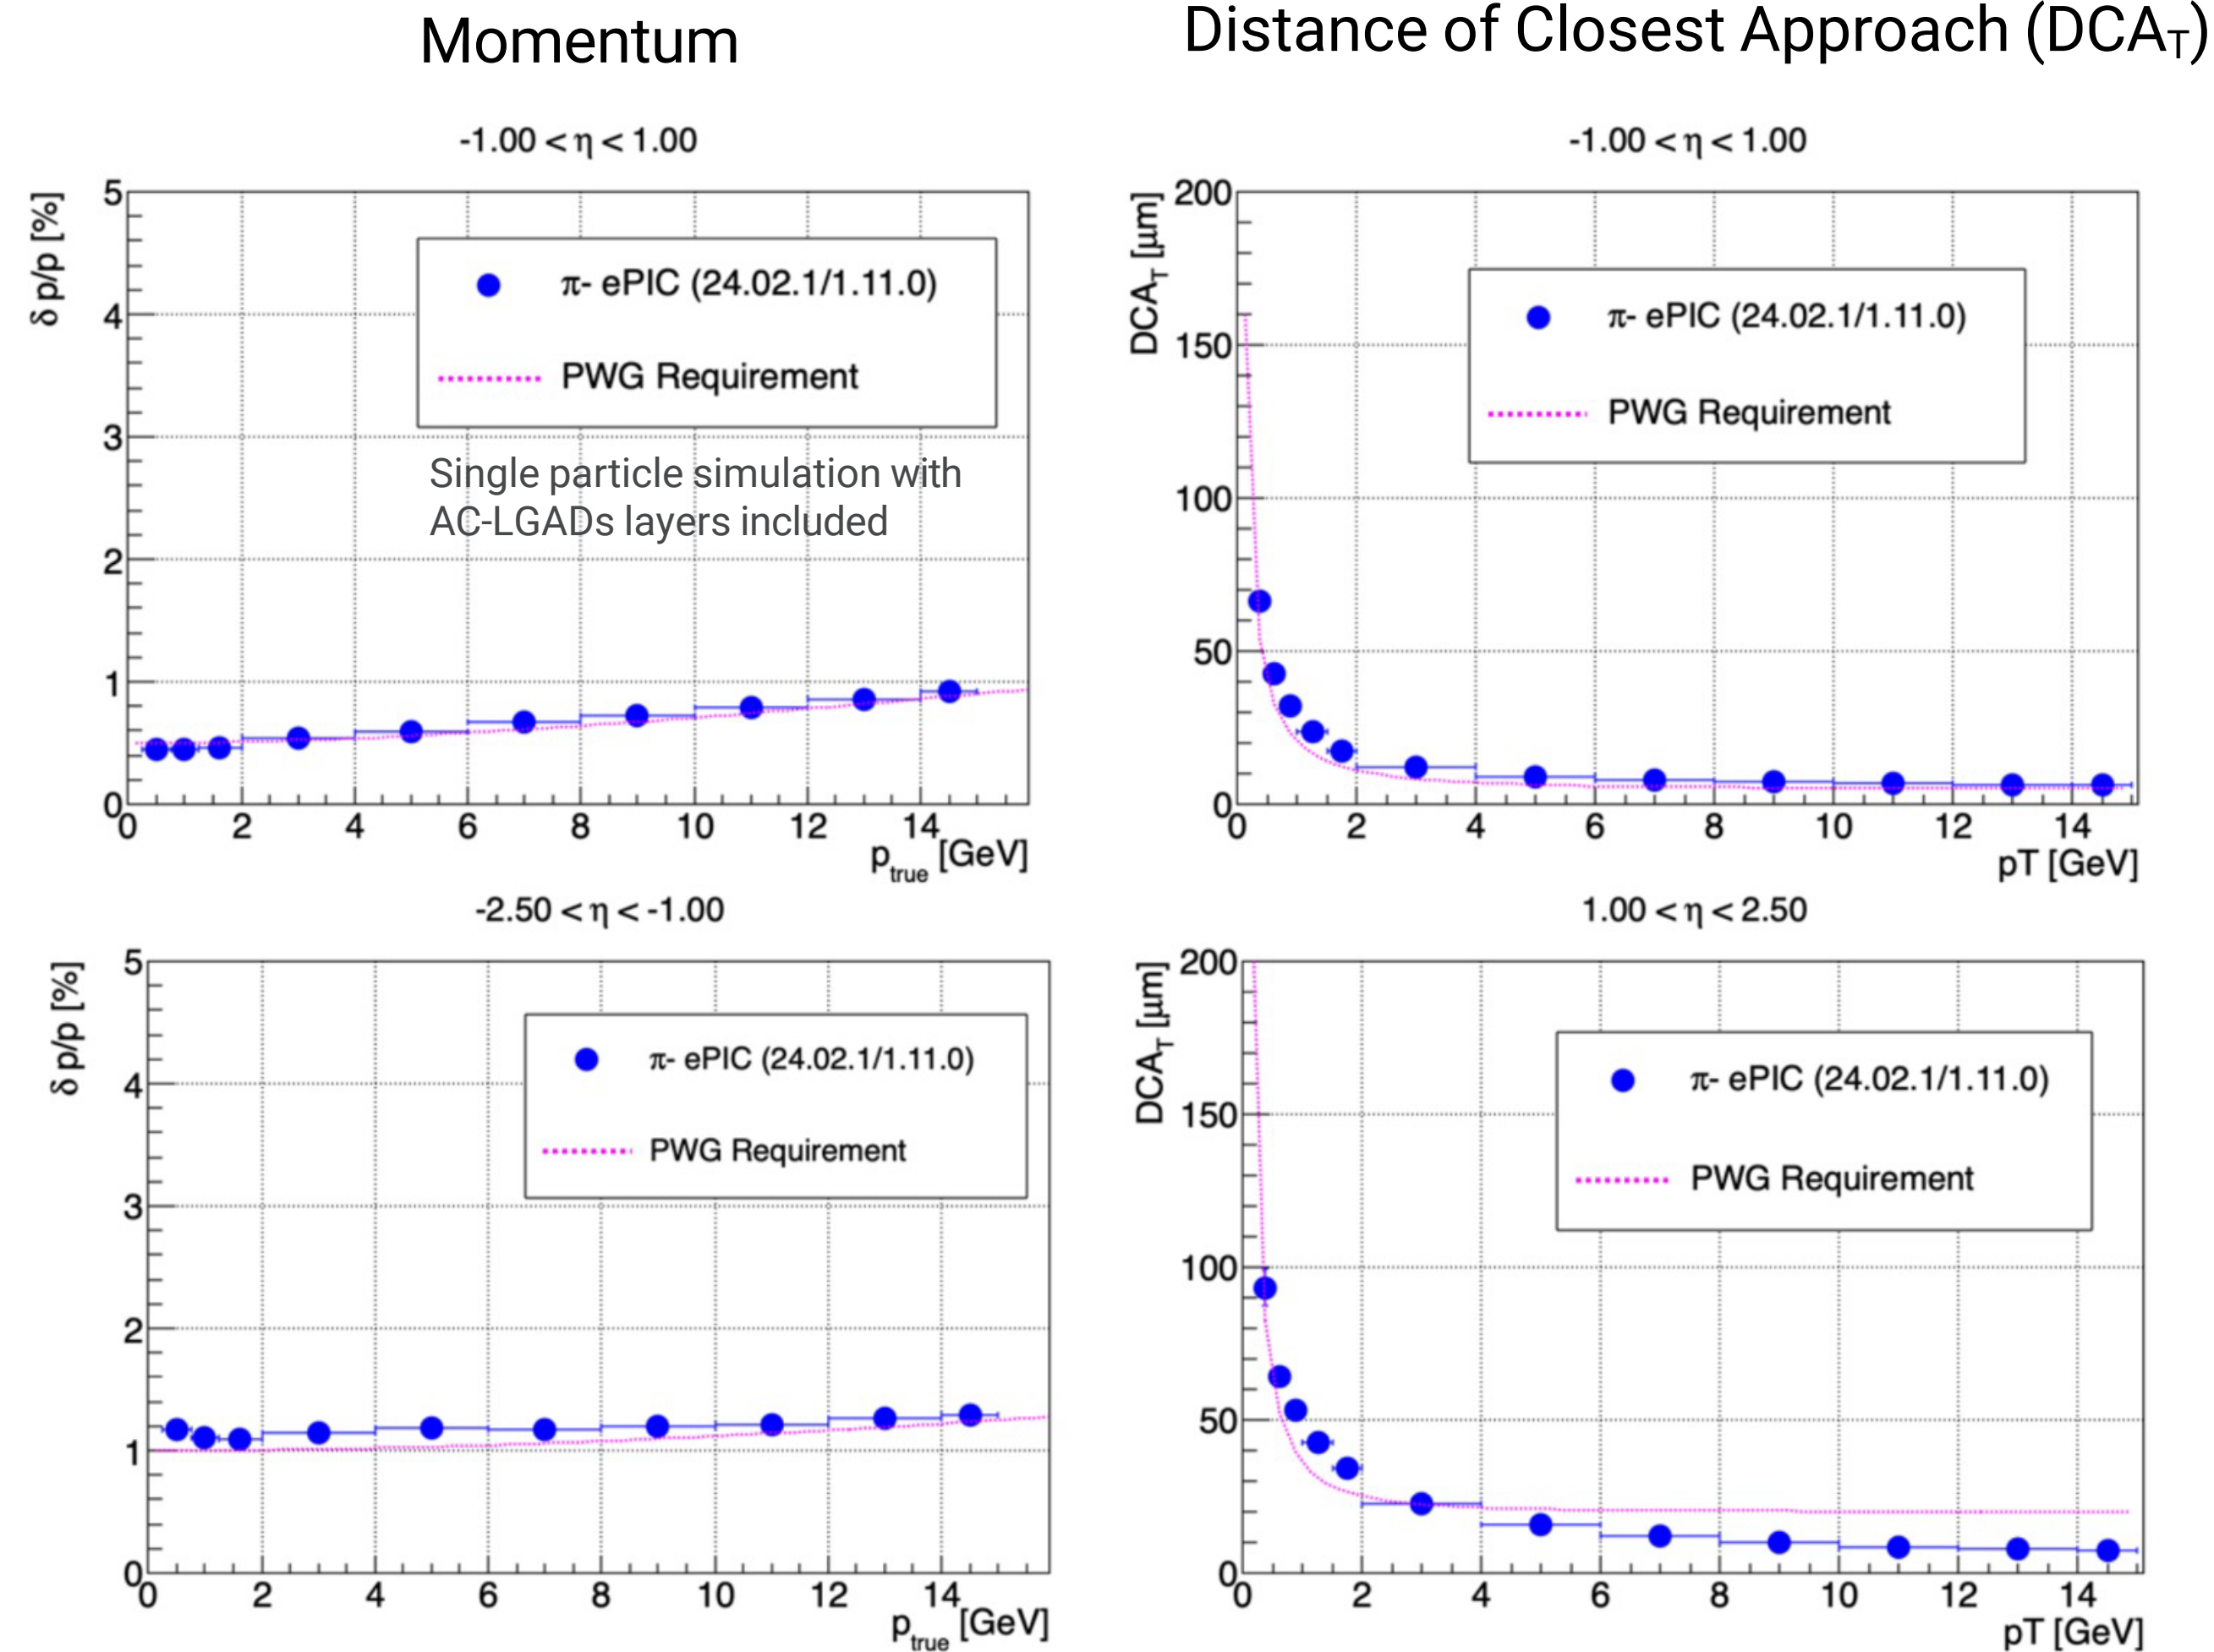 Momentum
Distance of Closest Approach (DCA_T)
-1.00 < η < 1.00
δ p/p [%]
5
4
3
2
1
0
π- ePIC (24.02.1/1.11.0)
PWG Requirement
Single particle simulation with
AC-LGADs layers included
0 2 4 6 8 10 12 14
p_true [GeV]
-1.00 < η < 1.00
DCA_T [μm]
200
150
100
50
0
π- ePIC (24.02.1/1.11.0)
PWG Requirement
0 2 4 6 8 10 12 14
pT [GeV]
-2.50 < η < -1.00
δ p/p [%]
5
4
3
2
1
0
π- ePIC (24.02.1/1.11.0)
PWG Requirement
0 2 4 6 8 10 12 14
p_true [GeV]
1.00 < η < 2.50
DCA_T [μm]
200
150
100
50
0
π- ePIC (24.02.1/1.11.0)
PWG Requirement
0 2 4 6 8 10 12 14
pT [GeV]